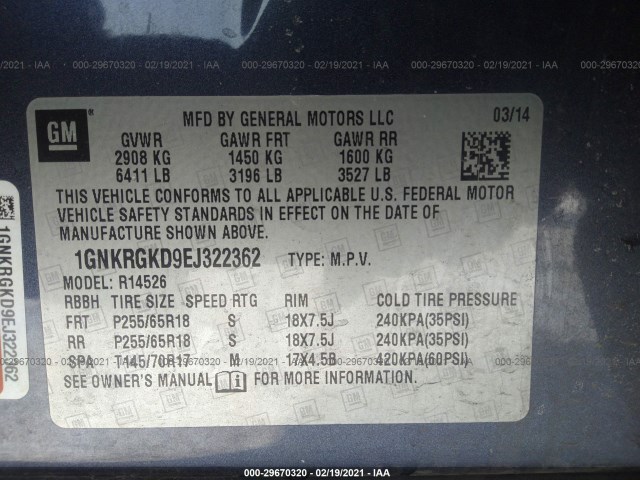 000-29670320 - 02/19/2021 - IAA
GM
MFD BY GENERAL MOTORS LLC 03/14
GVWR GAWR FRT GAWR RR
2908 KG 1450 KG 1600 KG
6411 LB 3196 LB 3527 LB
THIS VEHICLE CONFORMS TO ALL APPLICABLE U.S. FEDERAL MOTOR
VEHICLE SAFETY STANDARDS IN EFFECT ON THE DATE OF
MANUFACTURE SHOWN ABOVE.
1GNKRGKD9EJ322362 TYPE: M.P.V.
MODEL: R14526
RBBH TIRE SIZE SPEED RTG RIM COLD TIRE PRESSURE
FRT P255/65R18 S 18X7.5J 240KPA(35PSI)
RR P255/65R18 S 18X7.5J 240KPA(35PSI)
SPA T145/70R17 M 17X4.5B 420KPA(60PSI)
SEE OWNER'S MANUAL FOR MORE INFORMATION.
1GNKRGKD9EJ322362
000-29670320 - 02/19/2021 - IAA